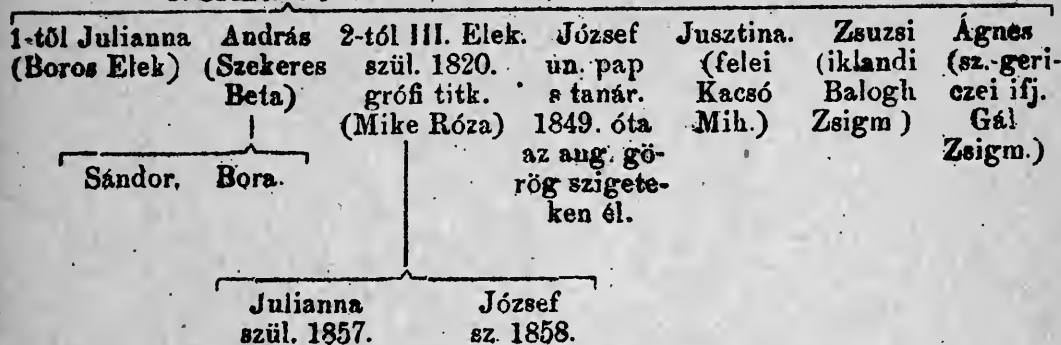 1-től Julianna András 2-tól III. Elek. József Jusztina. Zsuzsi Ágnes
(Boros Elek) (Szekeres szül. 1820. un. pap (felei (iklandi (sz.-geri-
Beta) grófi titk. s tanár. Kacsó Balogh czei ifj.
(Mike Róza) 1849. óta Mih.) Zsigm ) Gál
az ang. gö- Zsigm.)
Sándor, Bora. rög szigete-
ken él.
Julianna József
szül. 1857. sz. 1858.